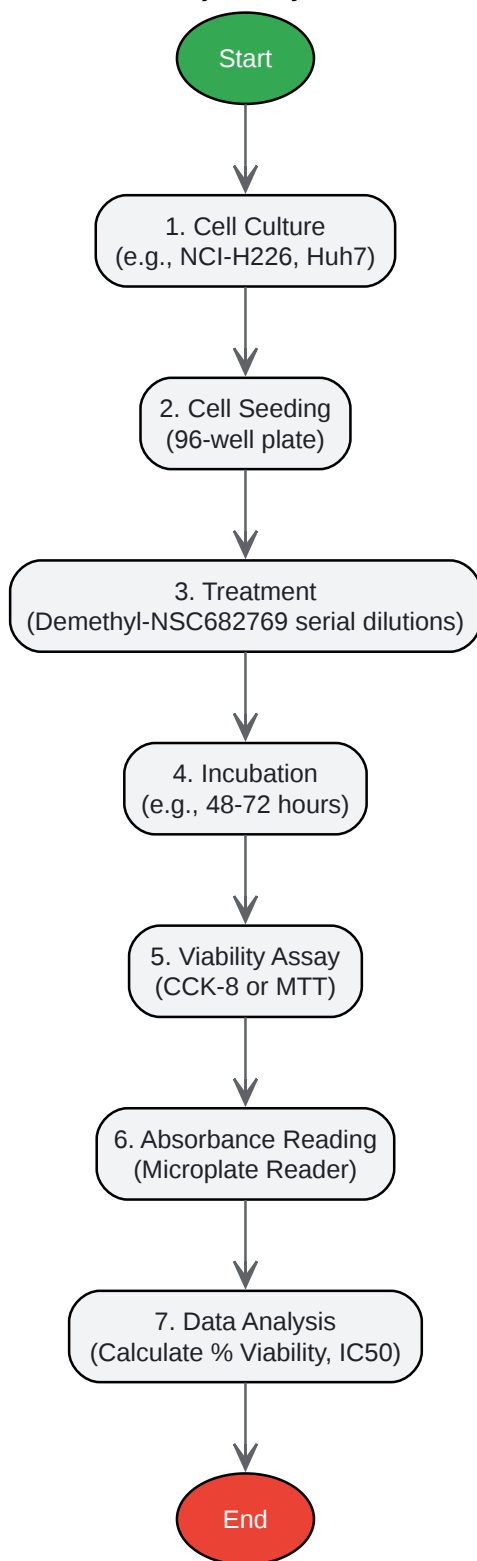 Start
1. Cell Culture
(e.g., NCI-H226, Huh7)
2. Cell Seeding
(96-well plate)
3. Treatment
(Demethyl-NSC682769 serial dilutions)
4. Incubation
(e.g., 48-72 hours)
5. Viability Assay
(CCK-8 or MTT)
6. Absorbance Reading
(Microplate Reader)
7. Data Analysis
(Calculate % Viability, IC50)
End